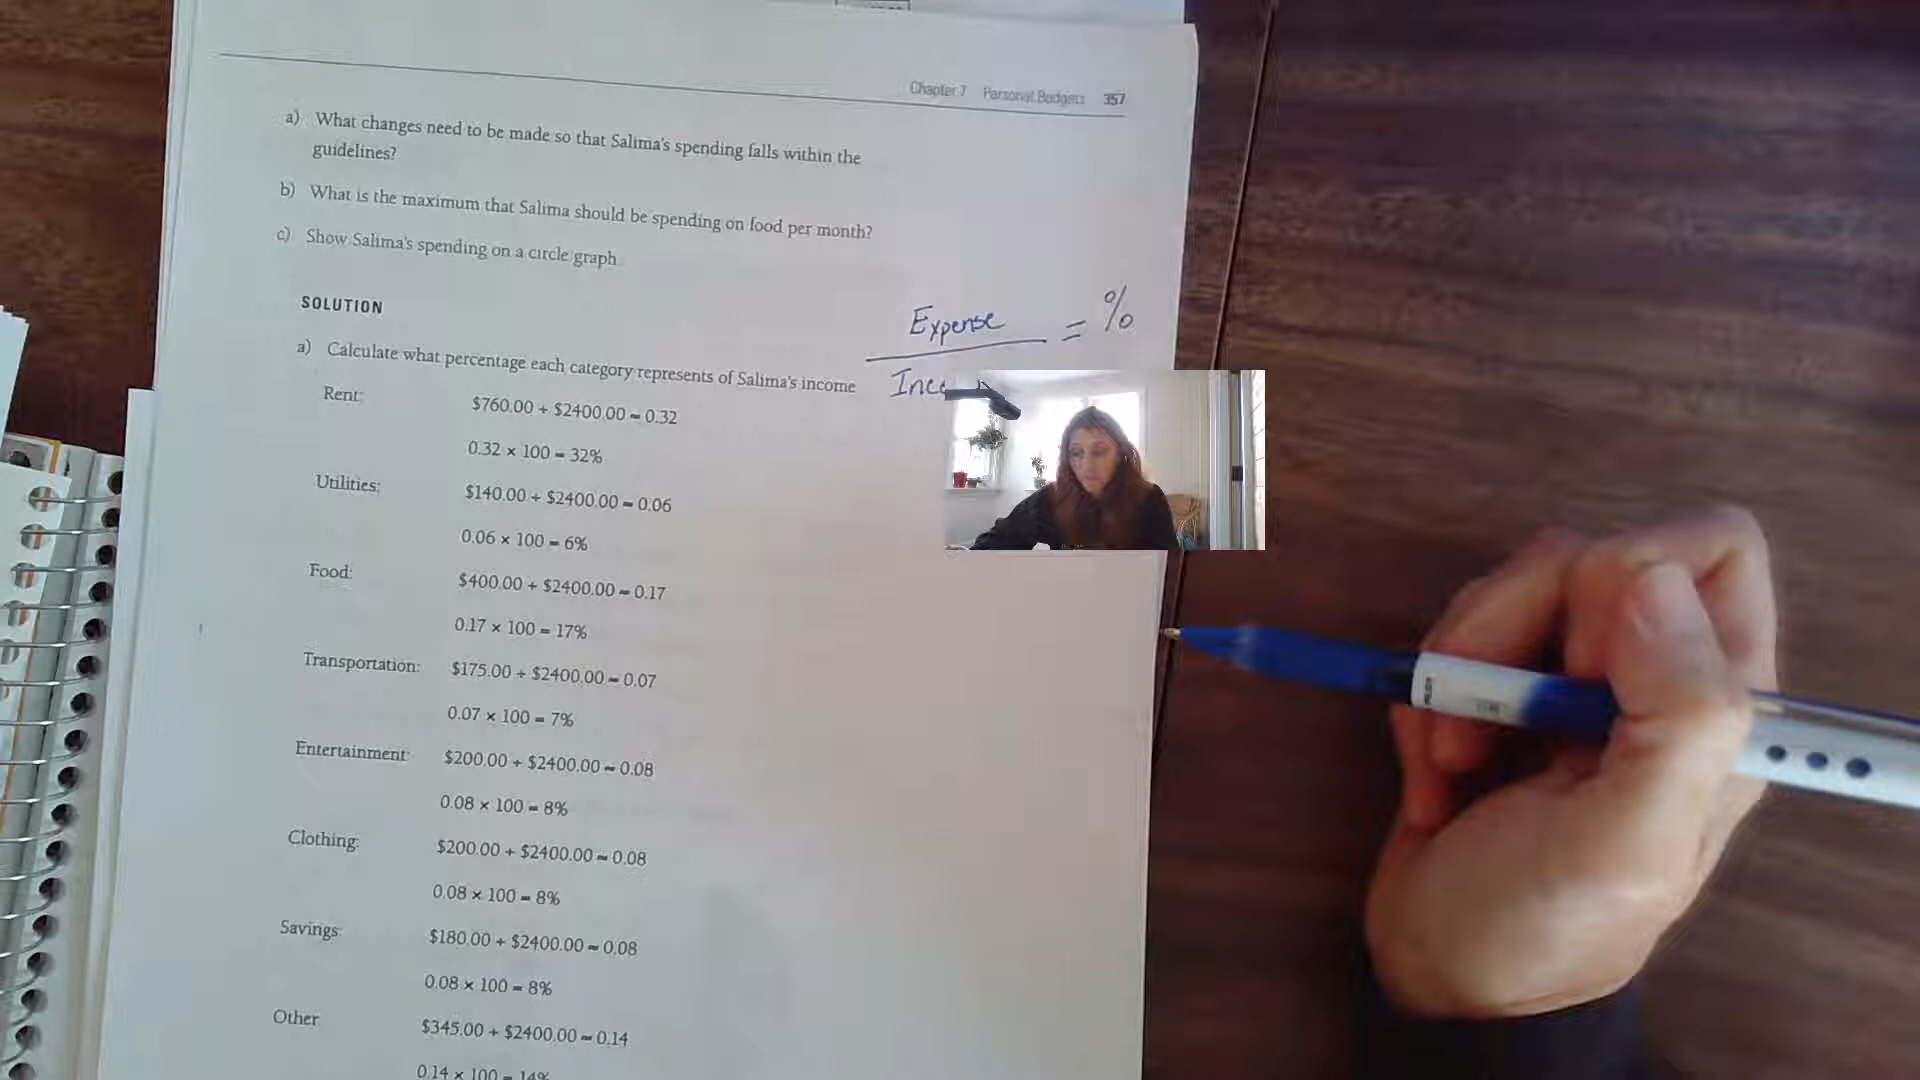 Chapter 7 Personal Budgets 357
a) What changes need to be made so that Salima's spending falls within the
guidelines?
b) What is the maximum that Salima should be spending on food per month?
c) Show Salima's spending on a circle graph
SOLUTION
Expense = %
a) Calculate what percentage each category represents of Salima's income
Rent: $760.00 ÷ $2400.00 ≈ 0.32
0.32 × 100 = 32%
Utilities: $140.00 ÷ $2400.00 ≈ 0.06
0.06 × 100 = 6%
Food: $400.00 ÷ $2400.00 ≈ 0.17
0.17 × 100 = 17%
Transportation: $175.00 ÷ $2400.00 ≈ 0.07
0.07 × 100 = 7%
Entertainment: $200.00 ÷ $2400.00 ≈ 0.08
0.08 × 100 = 8%
Clothing: $200.00 ÷ $2400.00 ≈ 0.08
0.08 × 100 = 8%
Savings: $180.00 ÷ $2400.00 ≈ 0.08
0.08 × 100 = 8%
Other $345.00 ÷ $2400.00 ≈ 0.14
0.14 × 100 = 14%